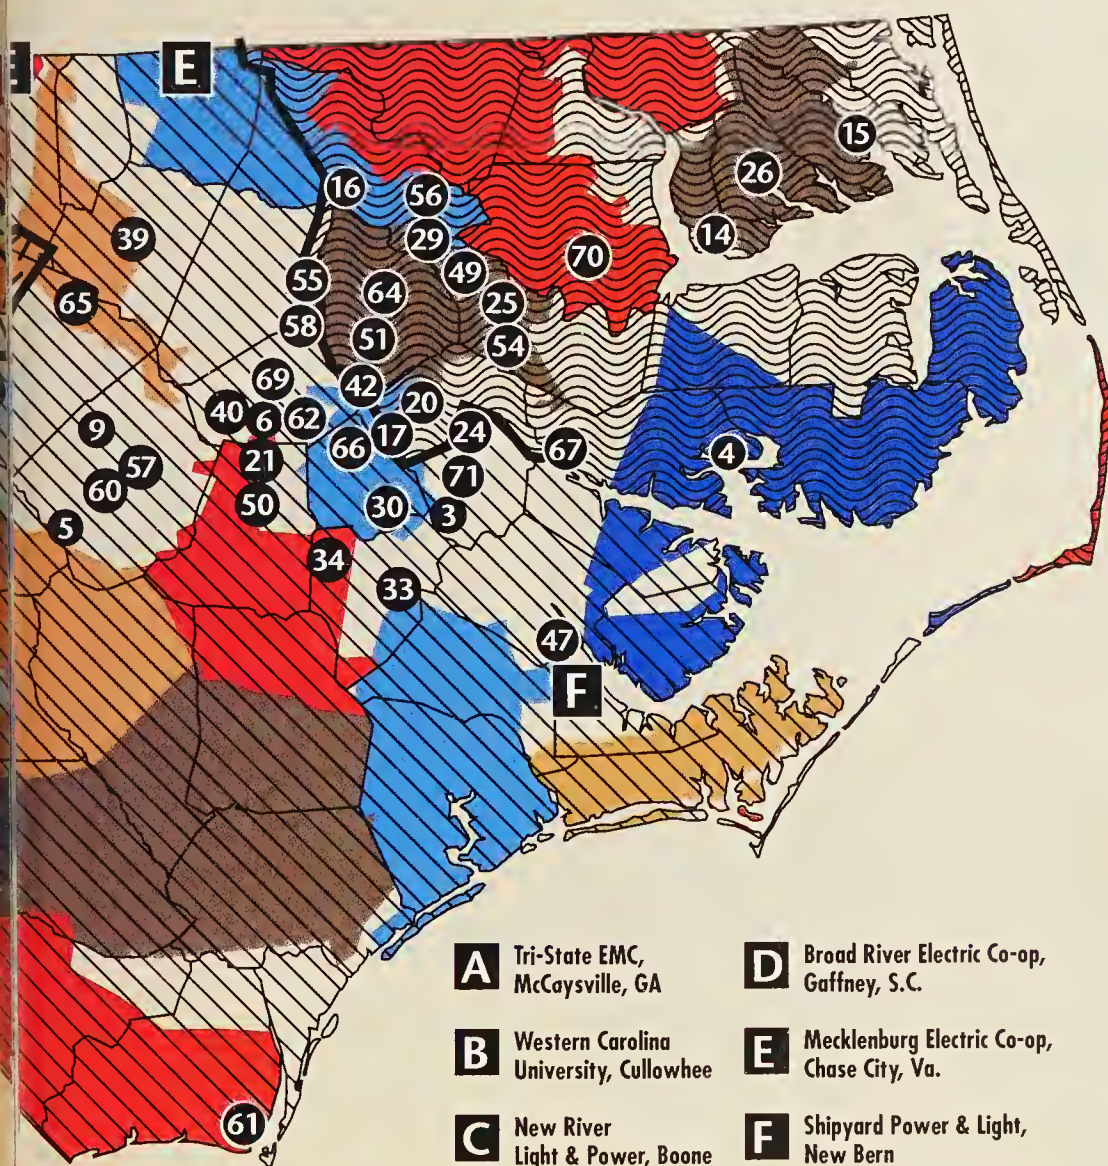 E
E
15
26
16
56
39
29
14
70
49
55
64
65
25
58
51
54
69
42
40
6
62
20
9
66
17
24
67
4
21
57
60
71
50
30
3
5
34
33
47
F
A Tri-State EMC,
McCaysville, GA
D Broad River Electric Co-op,
Gaffney, S.C.
B Western Carolina
University, Cullowhee
E Mecklenburg Electric Co-op,
Chase City, Va.
61
C New River
Light & Power, Boone
F Shipyard Power & Light,
New Bern